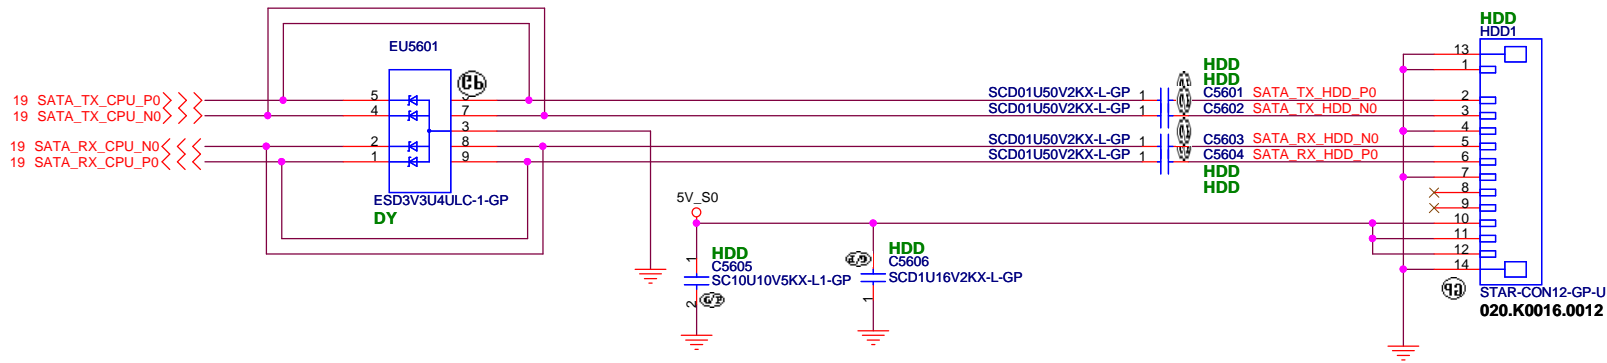 HDD
HDD1
EU5601
13
1
HDD
HDD
19 SATA_TX_CPU_P0
5
SCD01U50V2KX-L-GP
1
C5601
SATA_TX_HDD_P0
2
19 SATA_TX_CPU_N0
4
7
SCD01U50V2KX-L-GP
1
C5602
SATA_TX_HDD_N0
3
3
4
19 SATA_RX_CPU_N0
2
8
SCD01U50V2KX-L-GP
1
C5603
SATA_RX_HDD_N0
5
19 SATA_RX_CPU_P0
1
9
SCD01U50V2KX-L-GP
1
C5604
SATA_RX_HDD_P0
6
HDD
HDD
7
8
9
10
11
12
14
ESD3V3U4ULC-1-GP
DY
5V_S0
1
HDD
C5605
SC10U10V5KX-L1-GP
2
HDD
C5606
SCD1U16V2KX-L-GP
1
STAR-CON12-GP-U
020.K0016.0012